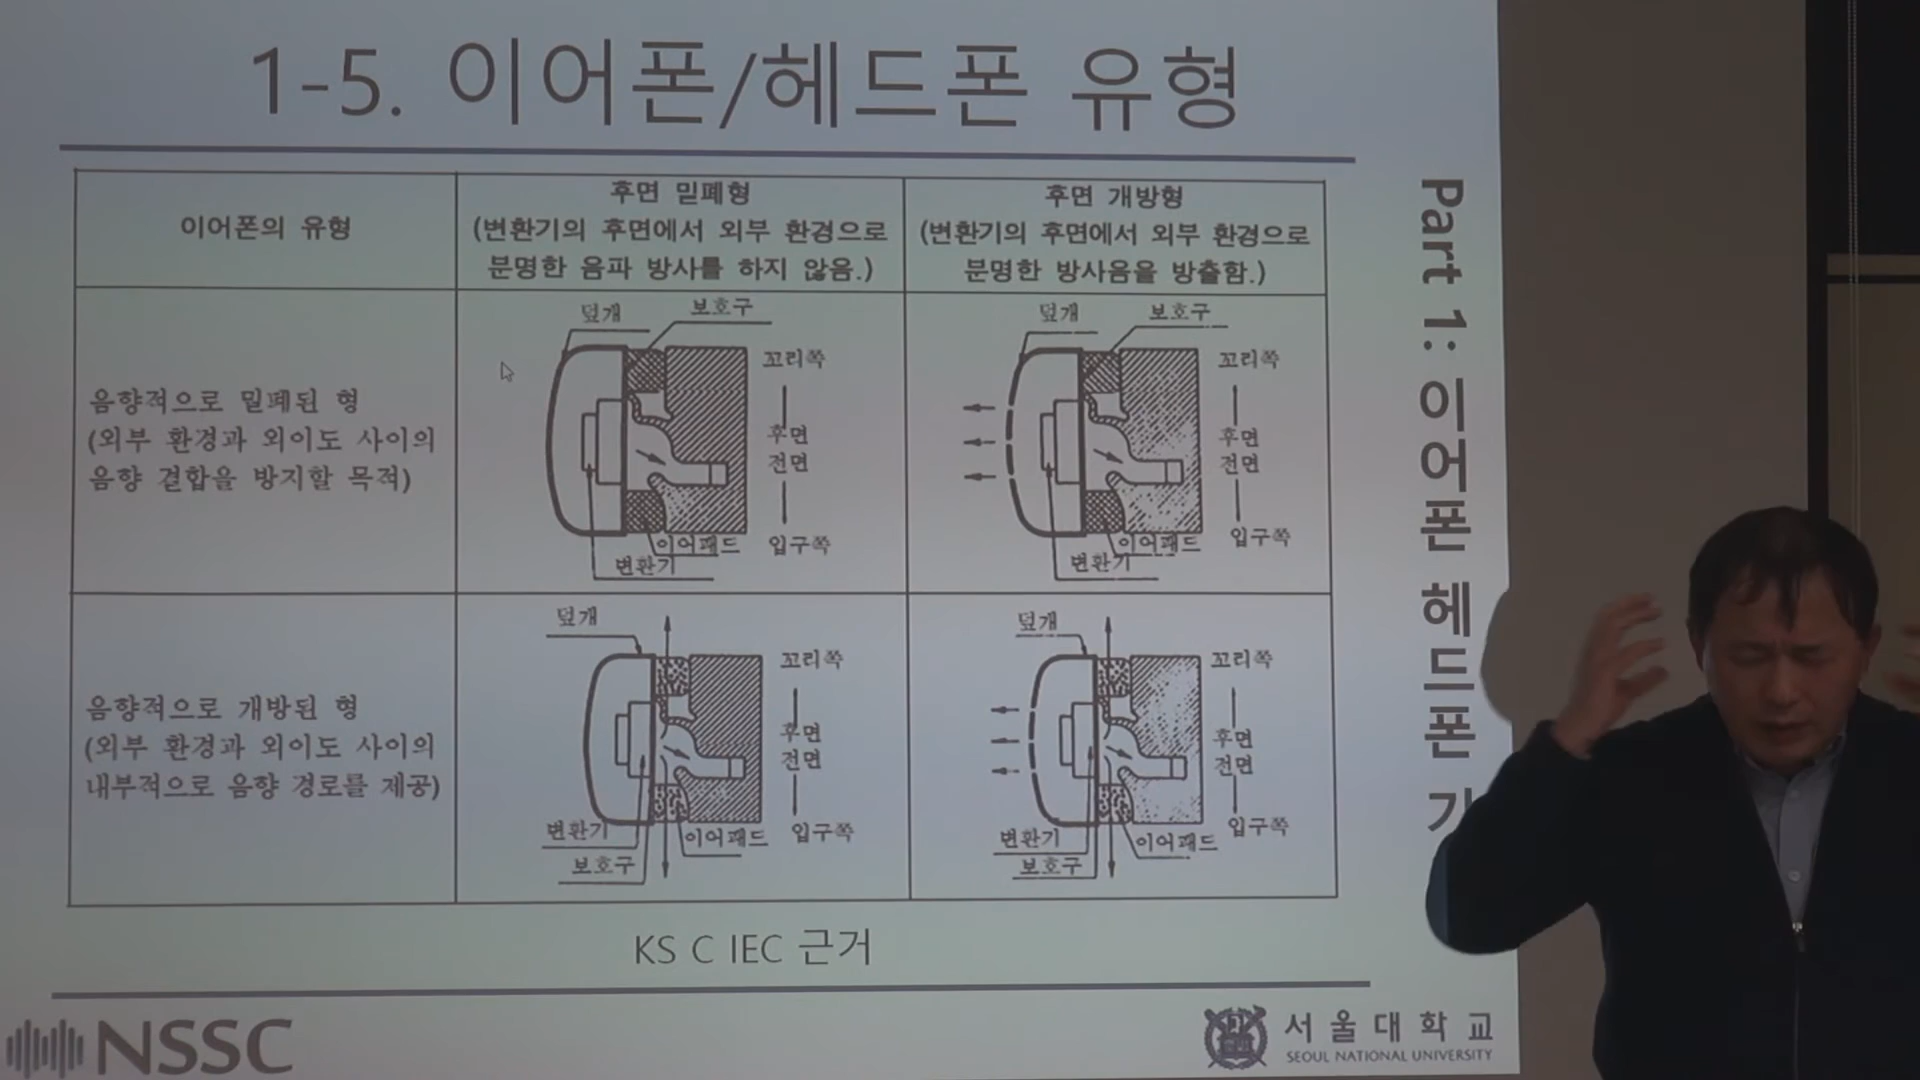 1-5. 이어폰/헤드폰 유형
이어폰의 유형
후면 밀폐형
(변환기의 후면에서 외부 환경으로
분명한 음파 방사를 하지 않음.)
후면 개방형
(변환기의 후면에서 외부 환경으로
분명한 방사음을 방출함.)
음향적으로 밀폐된 형
(외부 환경과 외이도 사이의
음향 결합을 방지할 목적)
덮개
보호구
꼬리쪽
후면
전면
입구쪽
이어패드
변환기
덮개
보호구
꼬리쪽
후면
전면
입구쪽
이어패드
변환기
음향적으로 개방된 형
(외부 환경과 외이도 사이의
내부적으로 음향 경로를 제공)
덮개
꼬리쪽
후면
전면
입구쪽
변환기
이어패드
보호구
덮개
꼬리쪽
후면
전면
입구쪽
변환기
이어패드
보호구
KS C IEC 근거
Part 1: 이어폰 헤드폰
NSSC
서울대학교
SEOUL NATIONAL UNIVERSITY